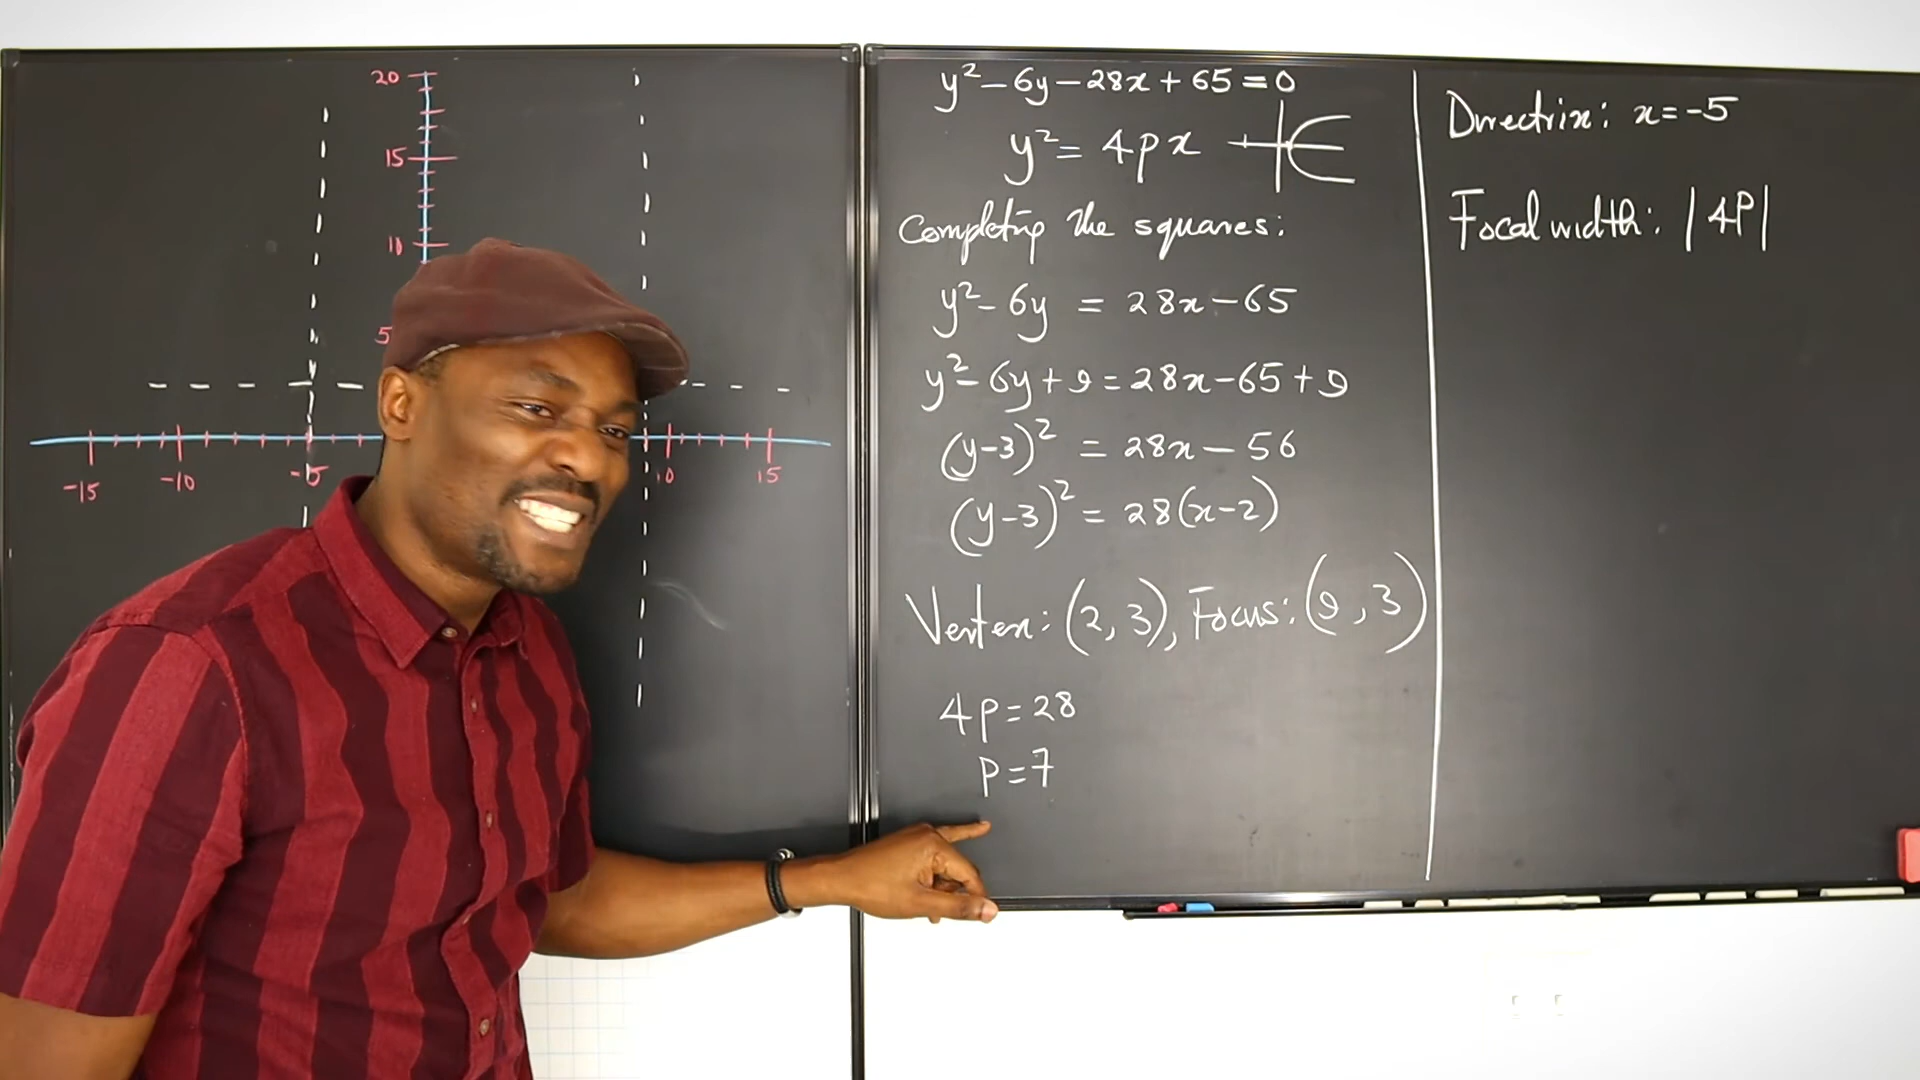 20
15
10
5
-15 -10 -5 10 15
y² - 6y - 28x + 65 = 0
y² = 4px
Completing the squares:
y² - 6y = 28x - 65
y² - 6y + 9 = 28x - 65 + 9
(y-3)² = 28x - 56
(y-3)² = 28(x-2)
Vertex: (2, 3), Focus: (9, 3)
4p = 28
p = 7
Directrix: x = -5
Focal width: |4P|